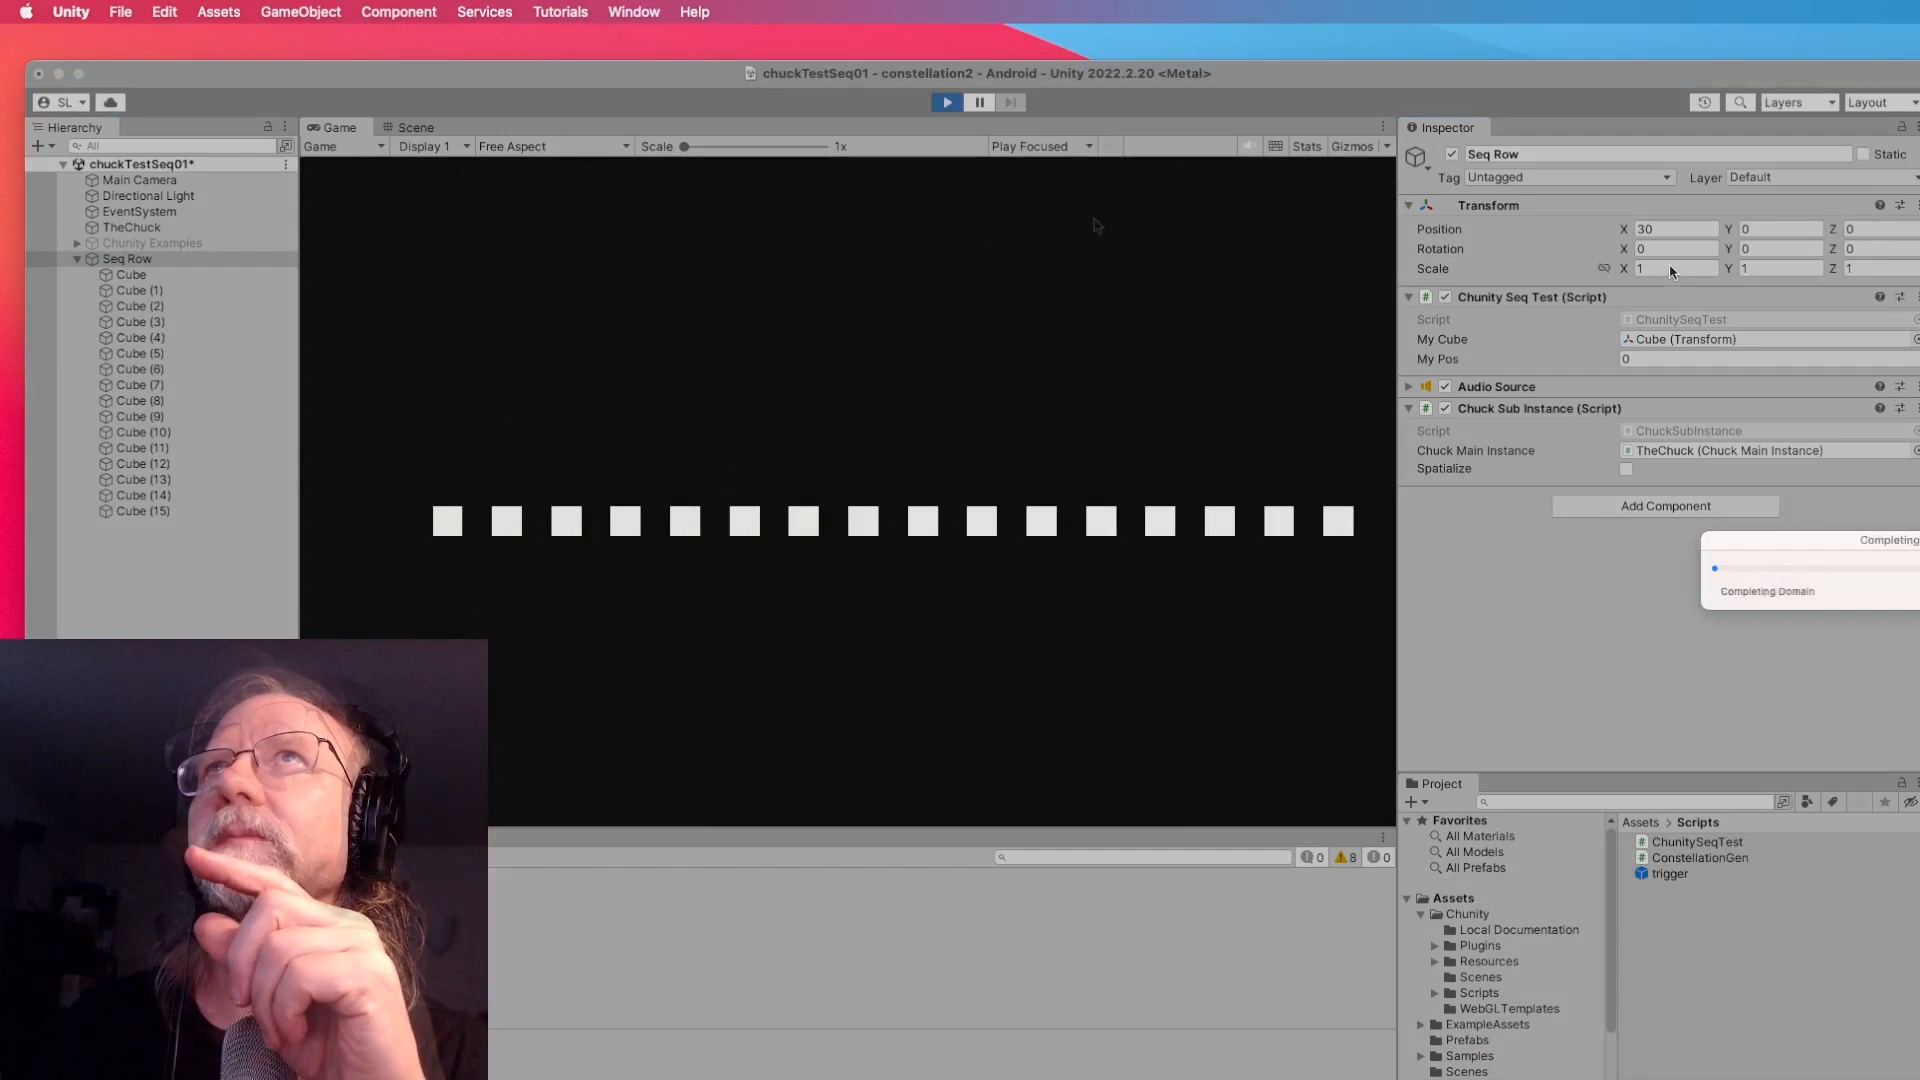 Unity File Edit Assets GameObject Component Services Tutorials Window Help
chuckTestSeq01 - constellation2 - Android - Unity 2022.2.20 <Metal>
SL
Layers
Layout
Hierarchy
All
chuckTestSeq01*
Main Camera
Directional Light
EventSystem
TheChuck
Chunity Examples
Seq Row
Cube
Cube (1)
Cube (2)
Cube (3)
Cube (4)
Cube (5)
Cube (6)
Cube (7)
Cube (8)
Cube (9)
Cube (10)
Cube (11)
Cube (12)
Cube (13)
Cube (14)
Cube (15)
Game Scene
Game Display 1 Free Aspect Scale 1x Play Focused Stats Gizmos
0 8 0
Inspector
Seq Row Static
Tag Untagged Layer Default
Transform
Position X 30 Y 0 Z 0
Rotation X 0 Y 0 Z 0
Scale X 1 Y 1 Z 1
# Chunity Seq Test (Script)
Script ChunitySeqTest
My Cube Cube (Transform)
My Pos 0
Audio Source
# Chuck Sub Instance (Script)
Script ChuckSubInstance
Chuck Main Instance TheChuck (Chuck Main Instance)
Spatialize
Add Component
Completing
Completing Domain
Project
Favorites
All Materials
All Models
All Prefabs
Assets
Chunity
Local Documentation
Plugins
Resources
Scenes
Scripts
WebGLTemplates
ExampleAssets
Prefabs
Samples
Scenes
Assets > Scripts
ChunitySeqTest
ConstellationGen
trigger